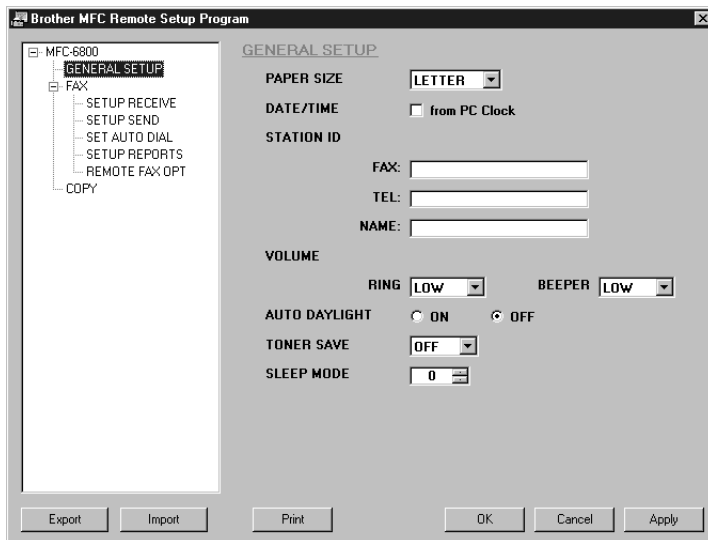 Brother MFC Remote Setup Program
MFC-6800
GENERAL SETUP
FAX
SETUP RECEIVE
SETUP SEND
SET AUTO DIAL
SETUP REPORTS
REMOTE FAX OPT
COPY
GENERAL SETUP
PAPER SIZE LETTER
DATE/TIME from PC Clock
STATION ID
FAX:
TEL:
NAME:
VOLUME
RING LOW BEEPER LOW
AUTO DAYLIGHT ON OFF
TONER SAVE OFF
SLEEP MODE 0
Export Import Print OK Cancel Apply